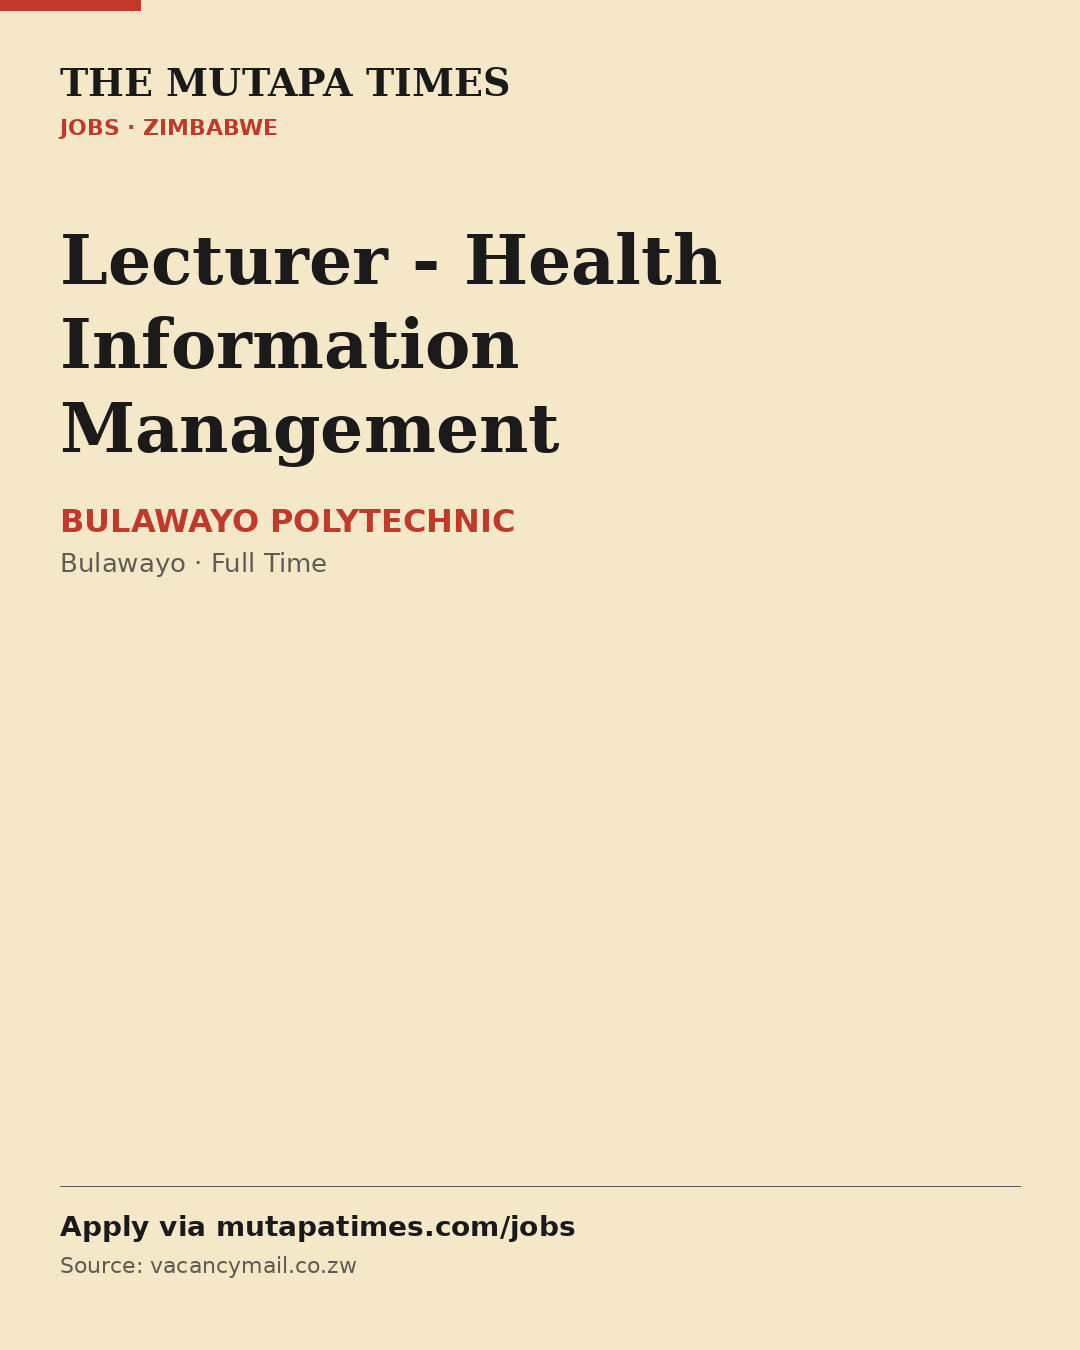 THE MUTAPA TIMES
JOBS · ZIMBABWE
Lecturer - Health
Information
Management
BULAWAYO POLYTECHNIC
Bulawayo · Full Time
Apply via mutapatimes.com/jobs
Source: vacancymail.co.zw